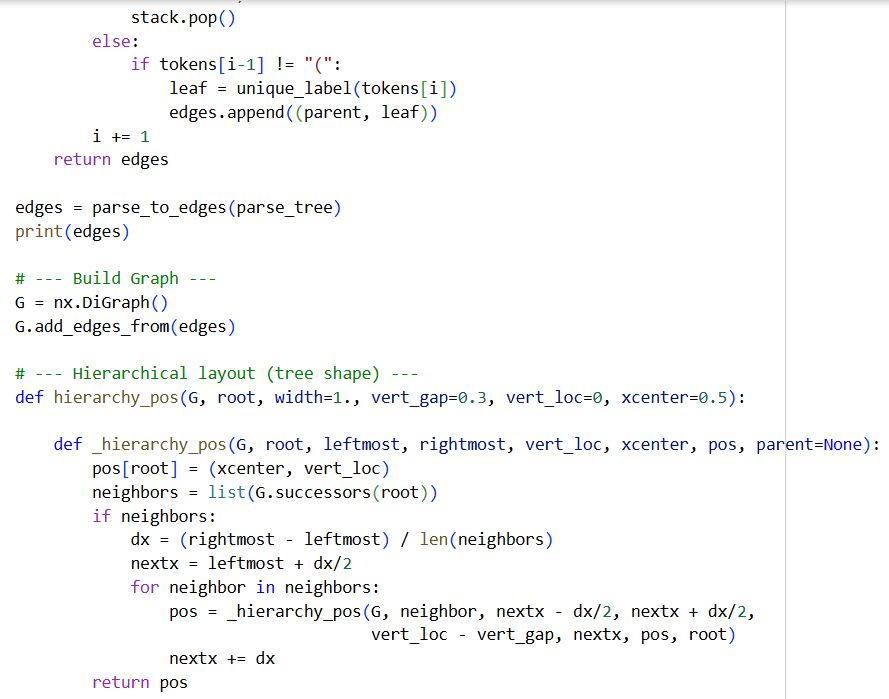 stack.pop()
        else:
            if tokens[i-1] != "(":
                leaf = unique_label(tokens[i])
                edges.append((parent, leaf))
        i += 1
    return edges

edges = parse_to_edges(parse_tree)
print(edges)

# --- Build Graph ---
G = nx.DiGraph()
G.add_edges_from(edges)

# --- Hierarchical layout (tree shape) ---
def hierarchy_pos(G, root, width=1., vert_gap=0.3, vert_loc=0, xcenter=0.5):

    def _hierarchy_pos(G, root, leftmost, rightmost, vert_loc, xcenter, pos, parent=None):
        pos[root] = (xcenter, vert_loc)
        neighbors = list(G.successors(root))
        if neighbors:
            dx = (rightmost - leftmost) / len(neighbors)
            nextx = leftmost + dx/2
            for neighbor in neighbors:
                pos = _hierarchy_pos(G, neighbor, nextx - dx/2, nextx + dx/2,
                                     vert_loc - vert_gap, nextx, pos, root)
                nextx += dx
        return pos